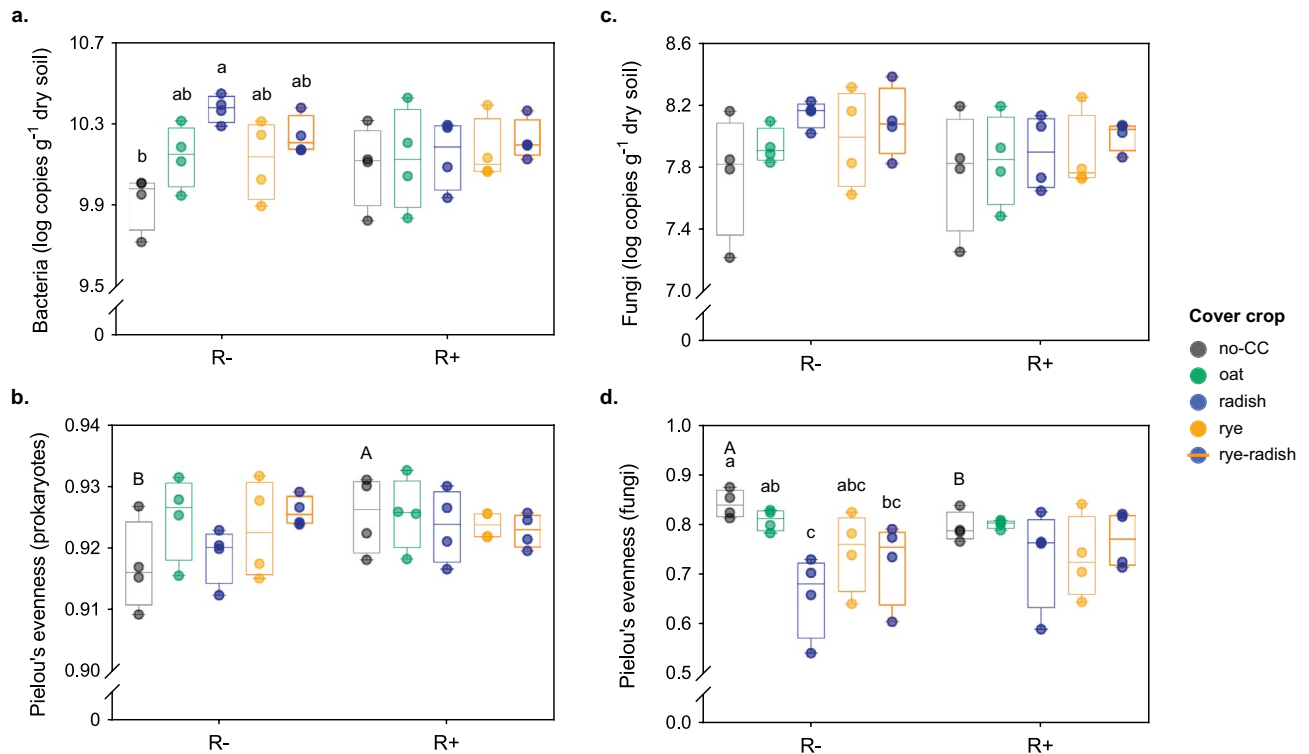 a.
Bacteria (log copies g⁻¹ dry soil)
10.7
10.3
9.9
9.5
0
b
ab
a
ab
ab
R-
R+
c.
Fungi (log copies g⁻¹ dry soil)
8.6
8.2
7.8
7.4
7.0
0
R-
R+
b.
Pielou's evenness (prokaryotes)
0.94
0.93
0.92
0.91
0.90
0
B
A
R-
R+
d.
Pielou's evenness (fungi)
1.0
0.9
0.8
0.7
0.6
0.5
0.0
A
a
ab
c
abc
bc
B
R-
R+
Cover crop
no-CC
oat
radish
rye
rye-radish